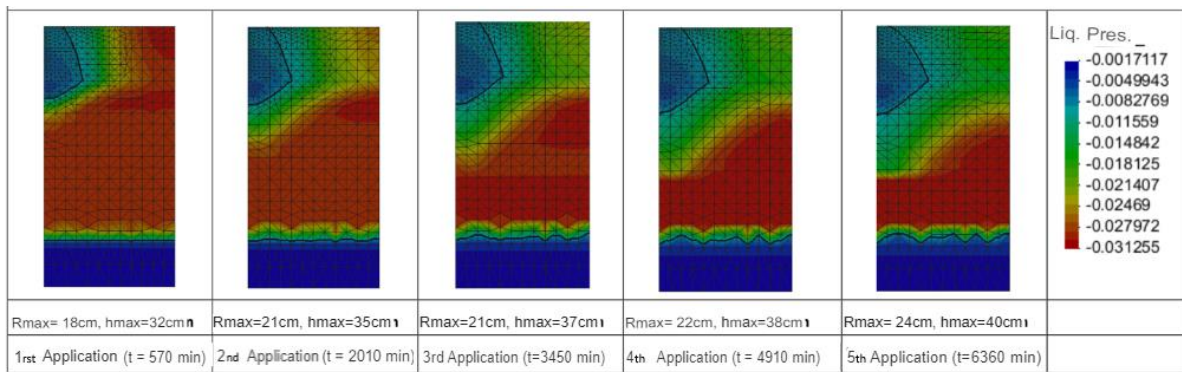 Liq. Pres.
-0.0017117
-0.0049943
-0.0082769
-0.011559
-0.014842
-0.018125
-0.021407
-0.02469
-0.027972
-0.031255
Rmax= 18cm, hmax=32cm
Rmax=21cm, hmax=35cm
Rmax=21cm, hmax=37cm
Rmax= 22cm, hmax=38cm
Rmax= 24cm, hmax=40cm
1rst Application (t = 570 min)
2nd Application (t = 2010 min)
3rd Application (t=3450 min)
4th Application (t = 4910 min)
5th Application (t=6360 min)